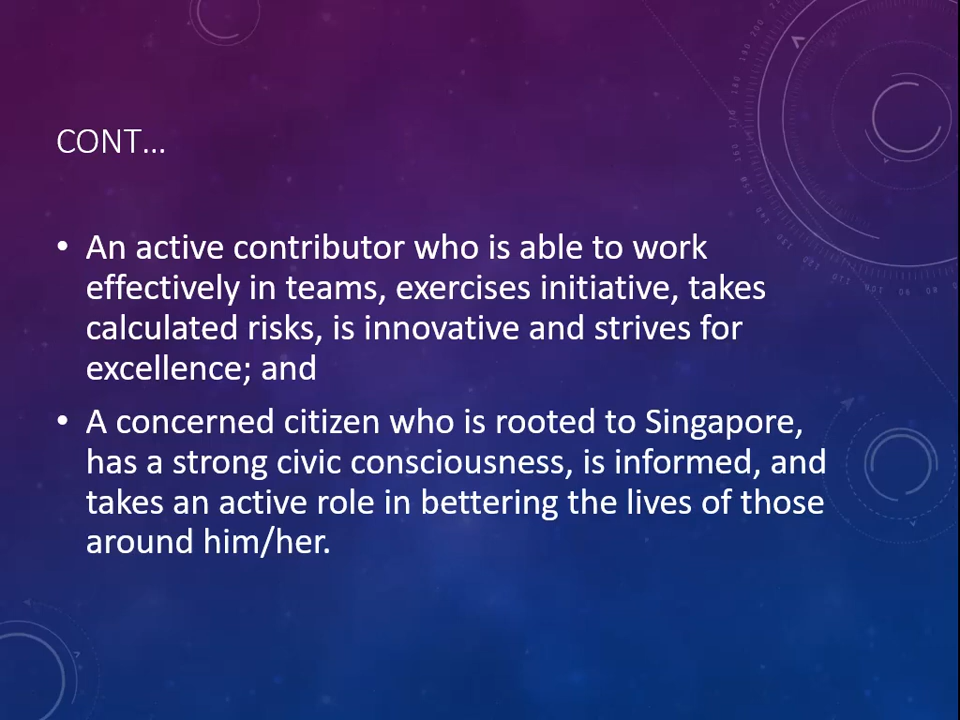 CONT...
• An active contributor who is able to work
effectively in teams, exercises initiative, takes
calculated risks, is innovative and strives for
excellence; and
• A concerned citizen who is rooted to Singapore,
has a strong civic consciousness, is informed, and
takes an active role in bettering the lives of those
around him/her.